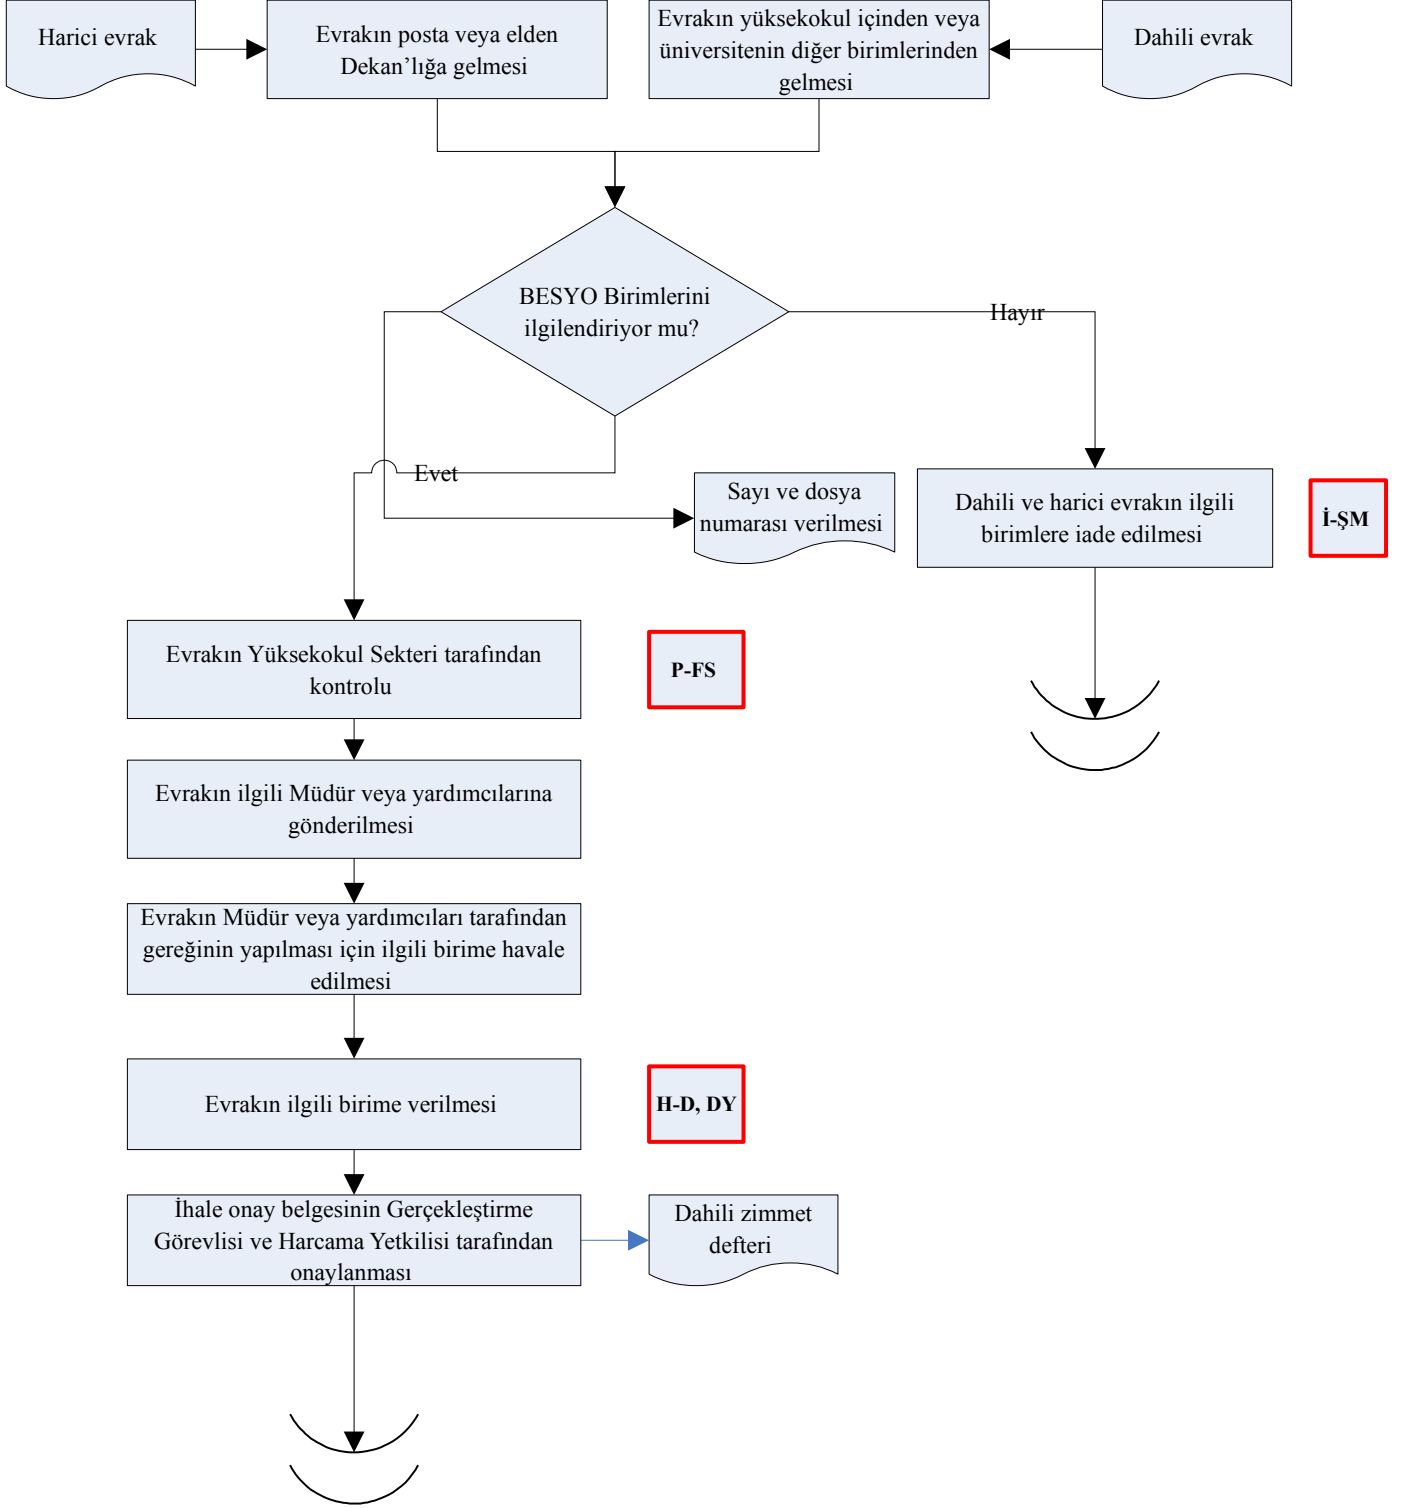 Harici evrak
Evrakın posta veya elden
Dekan’lığa gelmesi
Evrakın yüksekokul içinden veya
üniversitenin diğer birimlerinden
gelmesi
Dahili evrak
BESYO Birimlerini
ilgilendiriyor mu?
Hayır
Evet
Sayı ve dosya
numarası verilmesi
Dahili ve harici evrakın ilgili
birimlere iade edilmesi
İ-ŞM
Evrakın Yüksekokul Sekteri tarafından
kontrolu
P-FS
Evrakın ilgili Müdür veya yardımcılarına
gönderilmesi
Evrakın Müdür veya yardımcıları tarafından
gereğinin yapılması için ilgili birime havale
edilmesi
Evrakın ilgili birime verilmesi
H-D, DY
İhale onay belgesinin Gerçekleştirme
Görevlisi ve Harcama Yetkilisi tarafından
onaylanması
Dahili zimmet
defteri